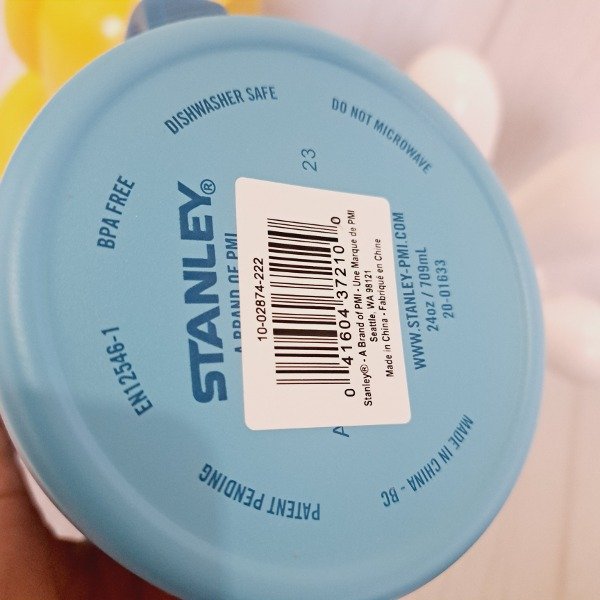 DISHWASHER SAFE
DO NOT MICROWAVE
BPA FREE
23
STANLEY®
A BRAND OF PMI
10-02874-222
0 41604 37210 0
Stanley® - A Brand of PMI - Une Marque de PMI
Seattle, WA 98121
Made in China - Fabriqué en Chine
WWW.STANLEY-PMI.COM
24oz / 709mL
20-01633
EN12546-1
PATENT PENDING
MADE IN CHINA - BC